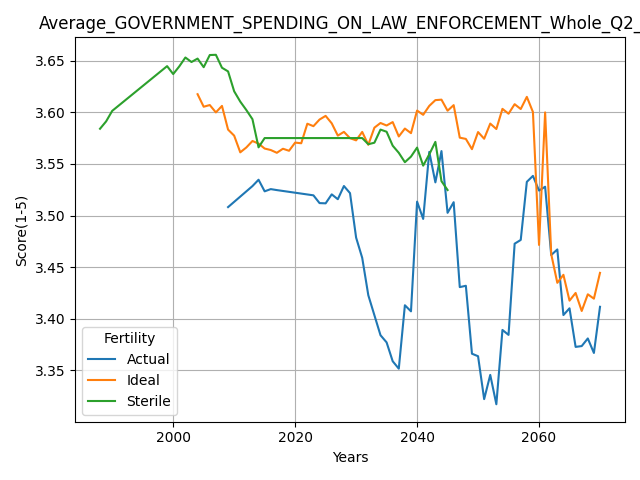 Average_GOVERNMENT_SPENDING_ON_LAW_ENFORCEMENT_Whole_Q2_
Score(1-5)
3.65
3.60
3.55
3.50
3.45
3.40
3.35
Fertility
Actual
Ideal
Sterile
2000 2020 2040 2060
Years